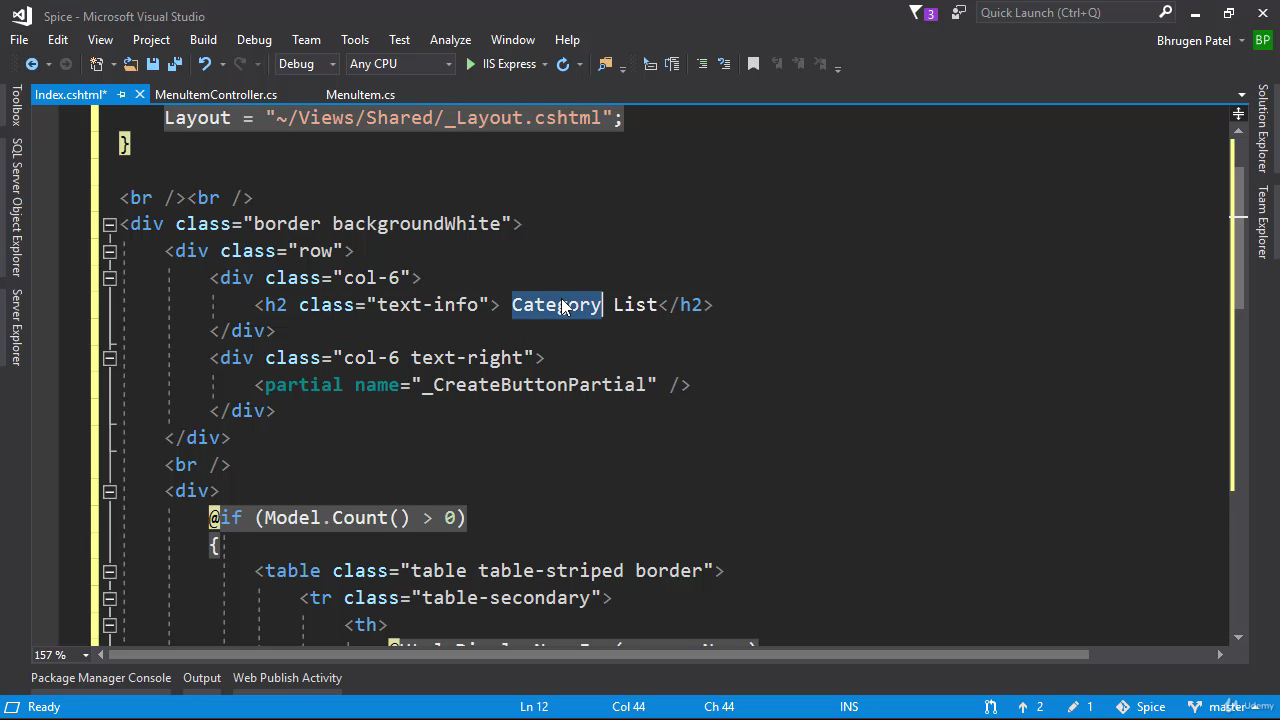 Spice - Microsoft Visual Studio
3
Quick Launch (Ctrl+Q)
File Edit View Project Build Debug Team Tools Test Analyze Window Help
Bhrugen Patel BP
Debug Any CPU IIS Express
Index.cshtml* MenuItemController.cs MenuItem.cs
Toolbox
SQL Server Object Explorer
Server Explorer
Solution Explorer
Team Explorer
Layout = "~/Views/Shared/_Layout.cshtml";
}
<br /><br />
<div class="border backgroundWhite">
<div class="row">
<div class="col-6">
<h2 class="text-info"> Category List</h2>
</div>
<div class="col-6 text-right">
<partial name="_CreateButtonPartial" />
</div>
</div>
<br />
<div>
@if (Model.Count() > 0)
{
<table class="table table-striped border">
<tr class="table-secondary">
<th>
157 %
Package Manager Console Output Web Publish Activity
Ready Ln 12 Col 44 Ch 44 INS 2 1 Spice master
Udemy